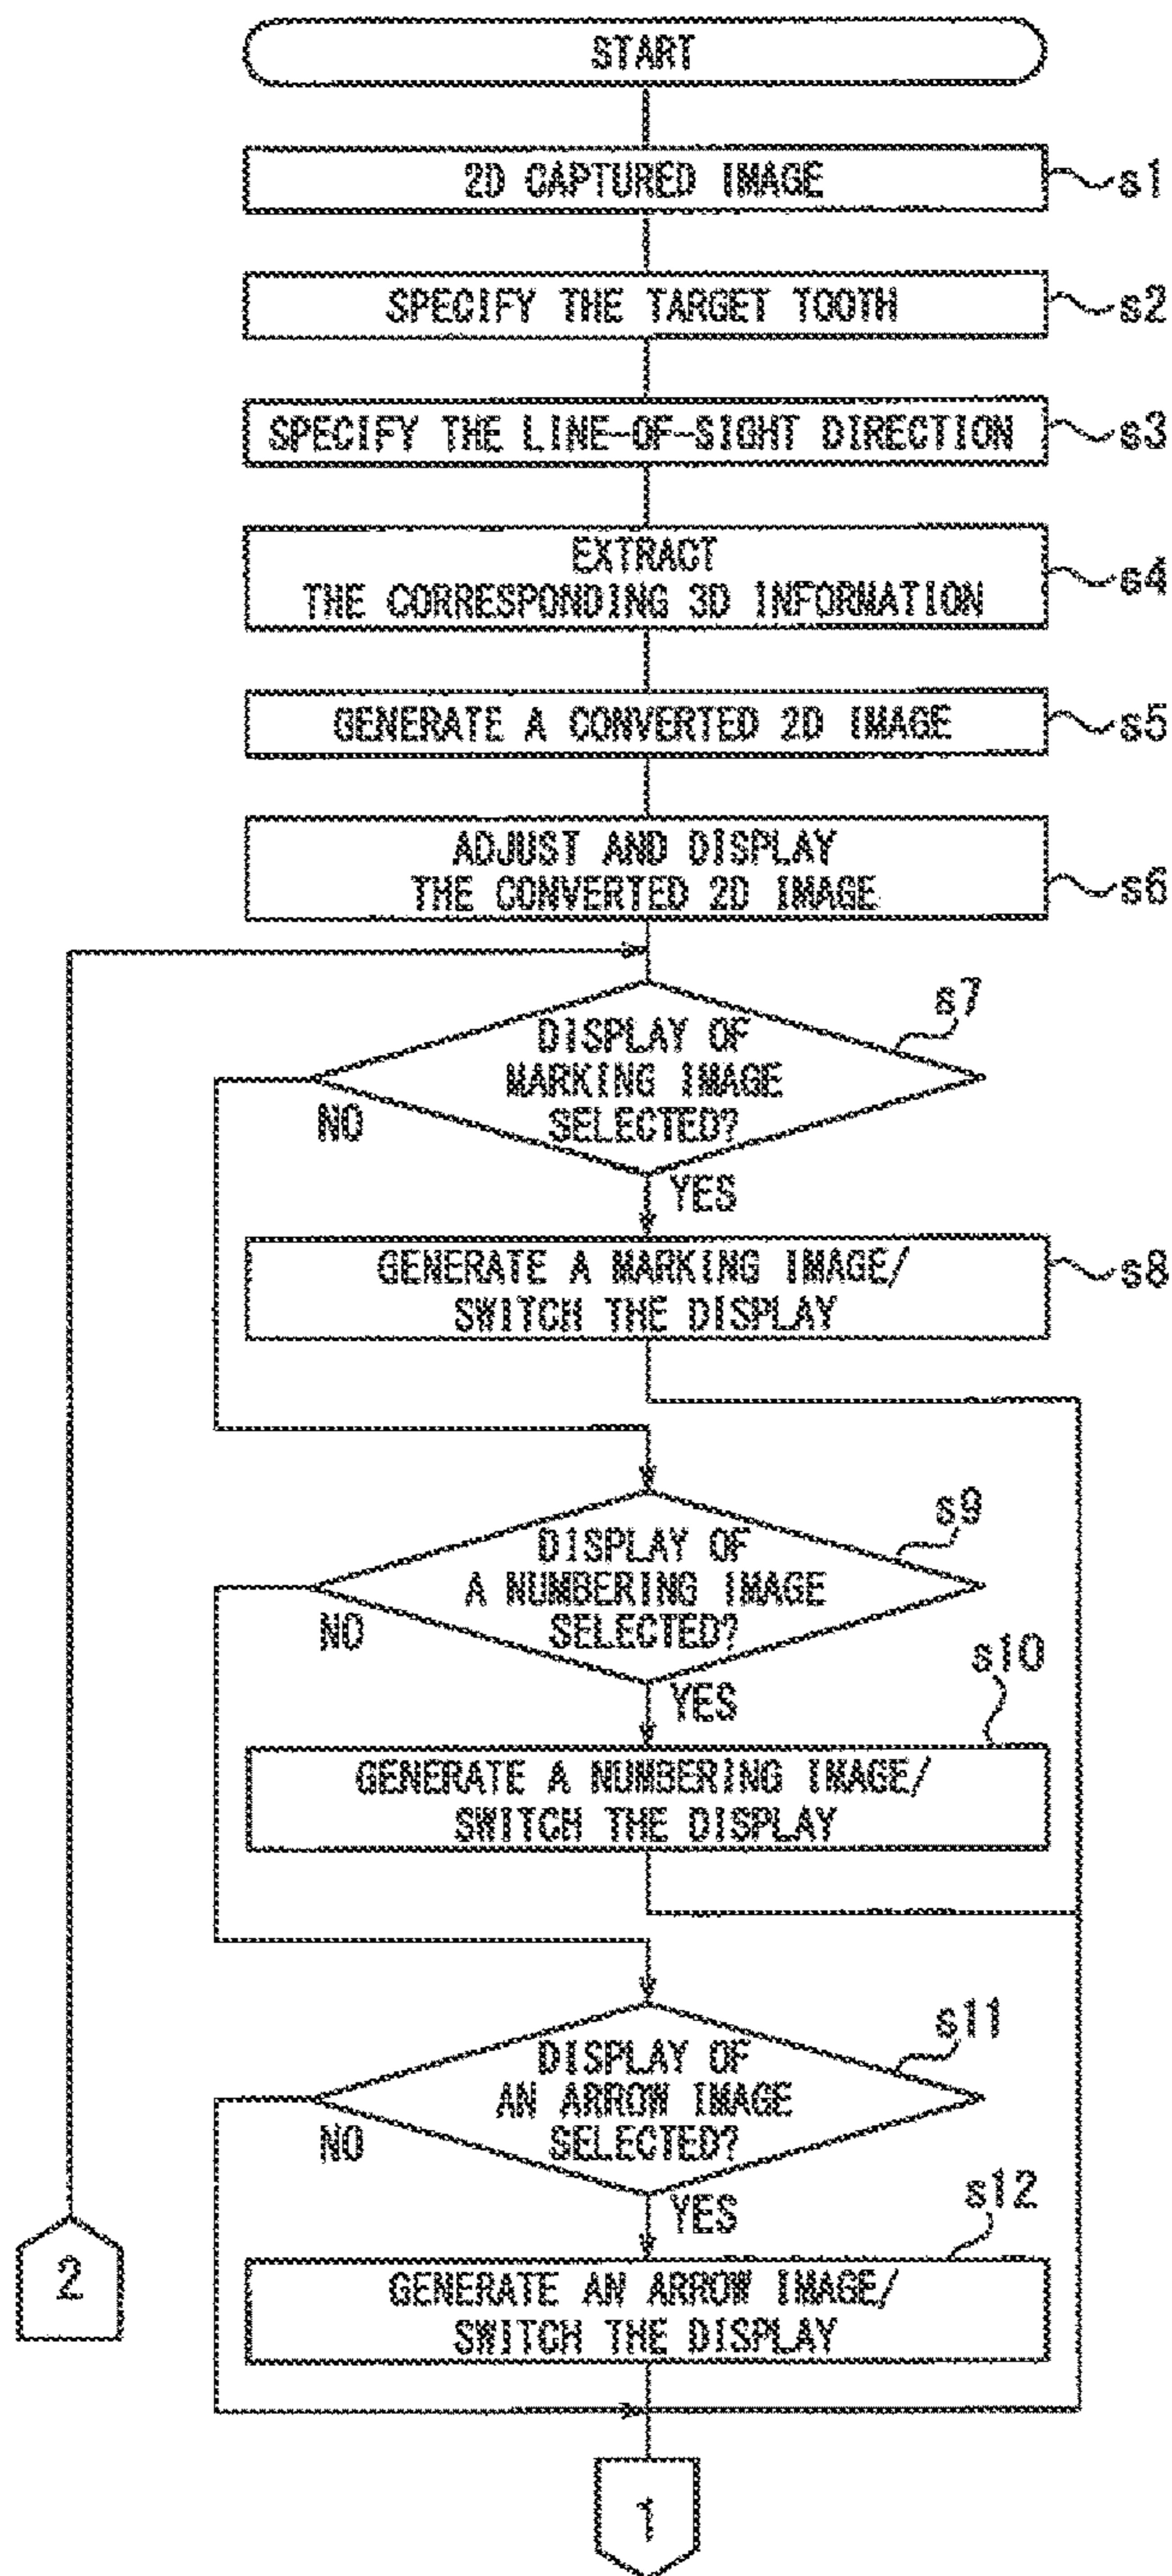 START
2D CAPTURED IMAGE
s1
SPECIFY THE TARGET TOOTH
s2
SPECIFY THE LINE-OF-SIGHT DIRECTION
s3
EXTRACT
THE CORRESPONDING 3D INFORMATION
s4
GENERATE A CONVERTED 2D IMAGE
s5
ADJUST AND DISPLAY
THE CONVERTED 2D IMAGE
s6
s7
DISPLAY OF
MARKING IMAGE
SELECTED?
NO
YES
GENERATE A MARKING IMAGE/
SWITCH THE DISPLAY
s8
s9
DISPLAY OF
A NUMBERING IMAGE
SELECTED?
NO
YES
s10
GENERATE A NUMBERING IMAGE/
SWITCH THE DISPLAY
s11
DISPLAY OF
AN ARROW IMAGE
SELECTED?
NO
YES
s12
GENERATE AN ARROW IMAGE/
SWITCH THE DISPLAY
2
1